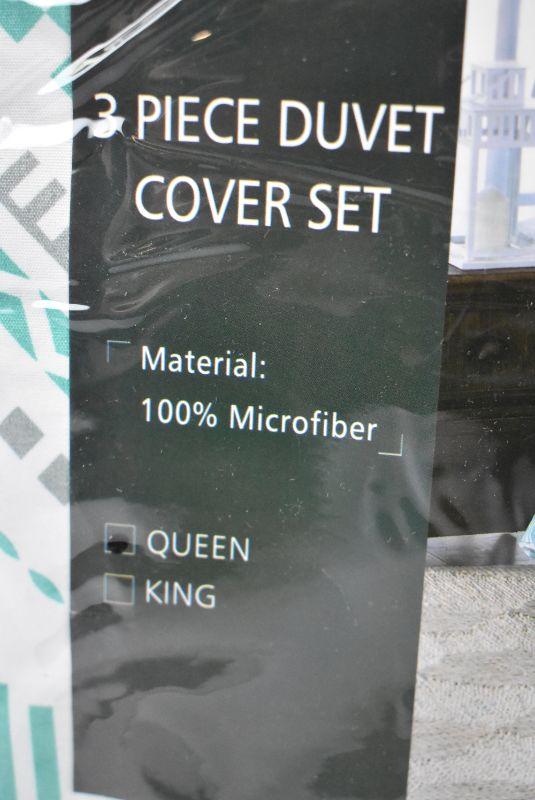 3 PIECE DUVET
COVER SET
Material:
100% Microfiber
QUEEN
KING